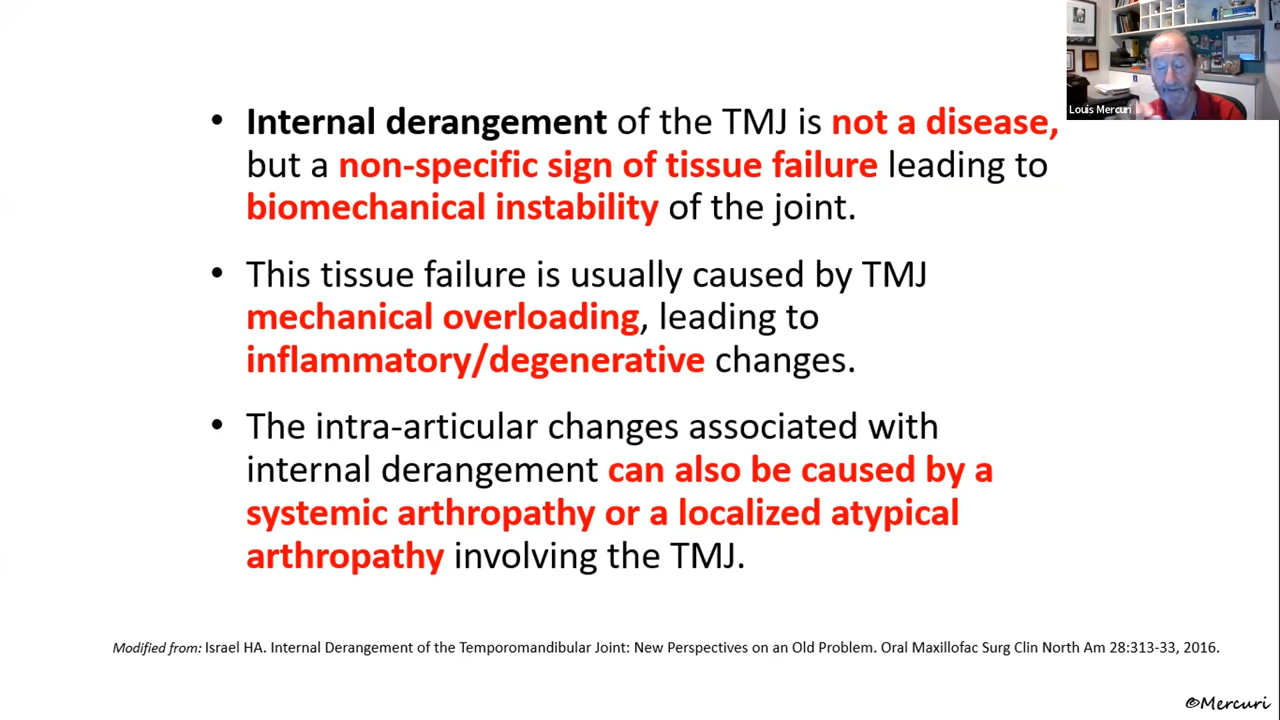 Louis Mercuri
• Internal derangement of the TMJ is not a disease,
but a non-specific sign of tissue failure leading to
biomechanical instability of the joint.
• This tissue failure is usually caused by TMJ
mechanical overloading, leading to
inflammatory/degenerative changes.
• The intra-articular changes associated with
internal derangement can also be caused by a
systemic arthropathy or a localized atypical
arthropathy involving the TMJ.
Modified from: Israel HA. Internal Derangement of the Temporomandibular Joint: New Perspectives on an Old Problem. Oral Maxillofac Surg Clin North Am 28:313-33, 2016.
©Mercuri